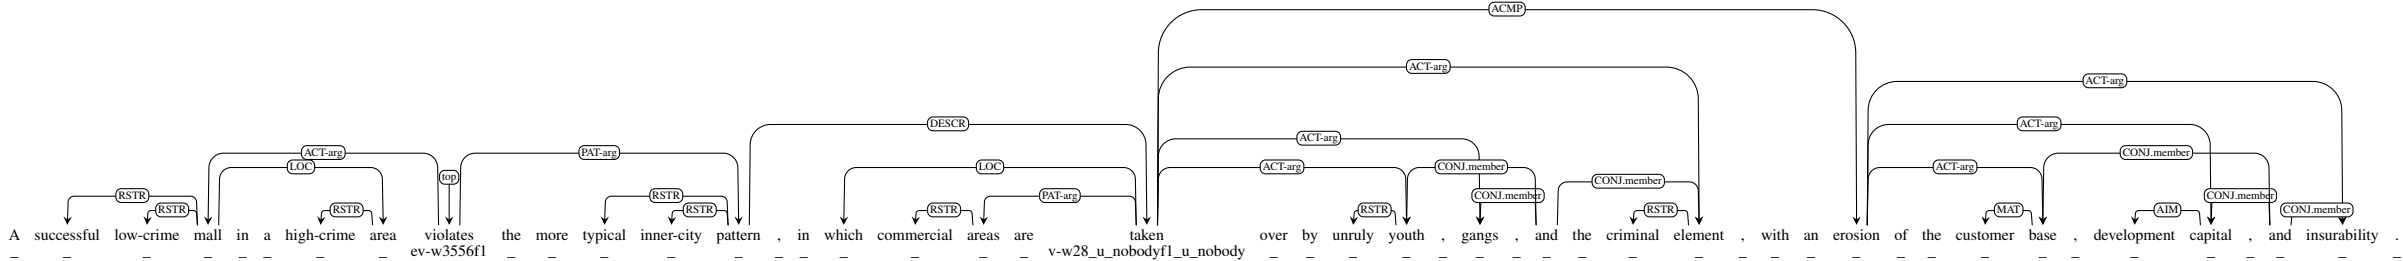 ACMP
ACT-arg
ACT-arg
DESCR
ACT-arg
ACT-arg PAT-arg ACT-arg CONJ.member
LOC top LOC ACT-arg CONJ.member ACT-arg
CONJ.member
RSTR RSTR PAT-arg CONJ.member CONJ.member
RSTR RSTR RSTR RSTR RSTR RSTR MAT AIM CONJ.member
A successful low-crime mall in a high-crime area violates the more typical inner-city pattern , in which commercial areas are taken over by unruly youth , gangs , and the criminal element , with an erosion of the customer base , development capital , and insurability .
_ _ _ _ _ _ _ _ ev-w3556f1 _ _ _ _ _ _ _ _ _ _ _ v-w28_u_nobodyf1_u_nobody _ _ _ _ _ _ _ _ _ _ _ _ _ _ _ _ _ _ _ _ _ _ _ _ _ _